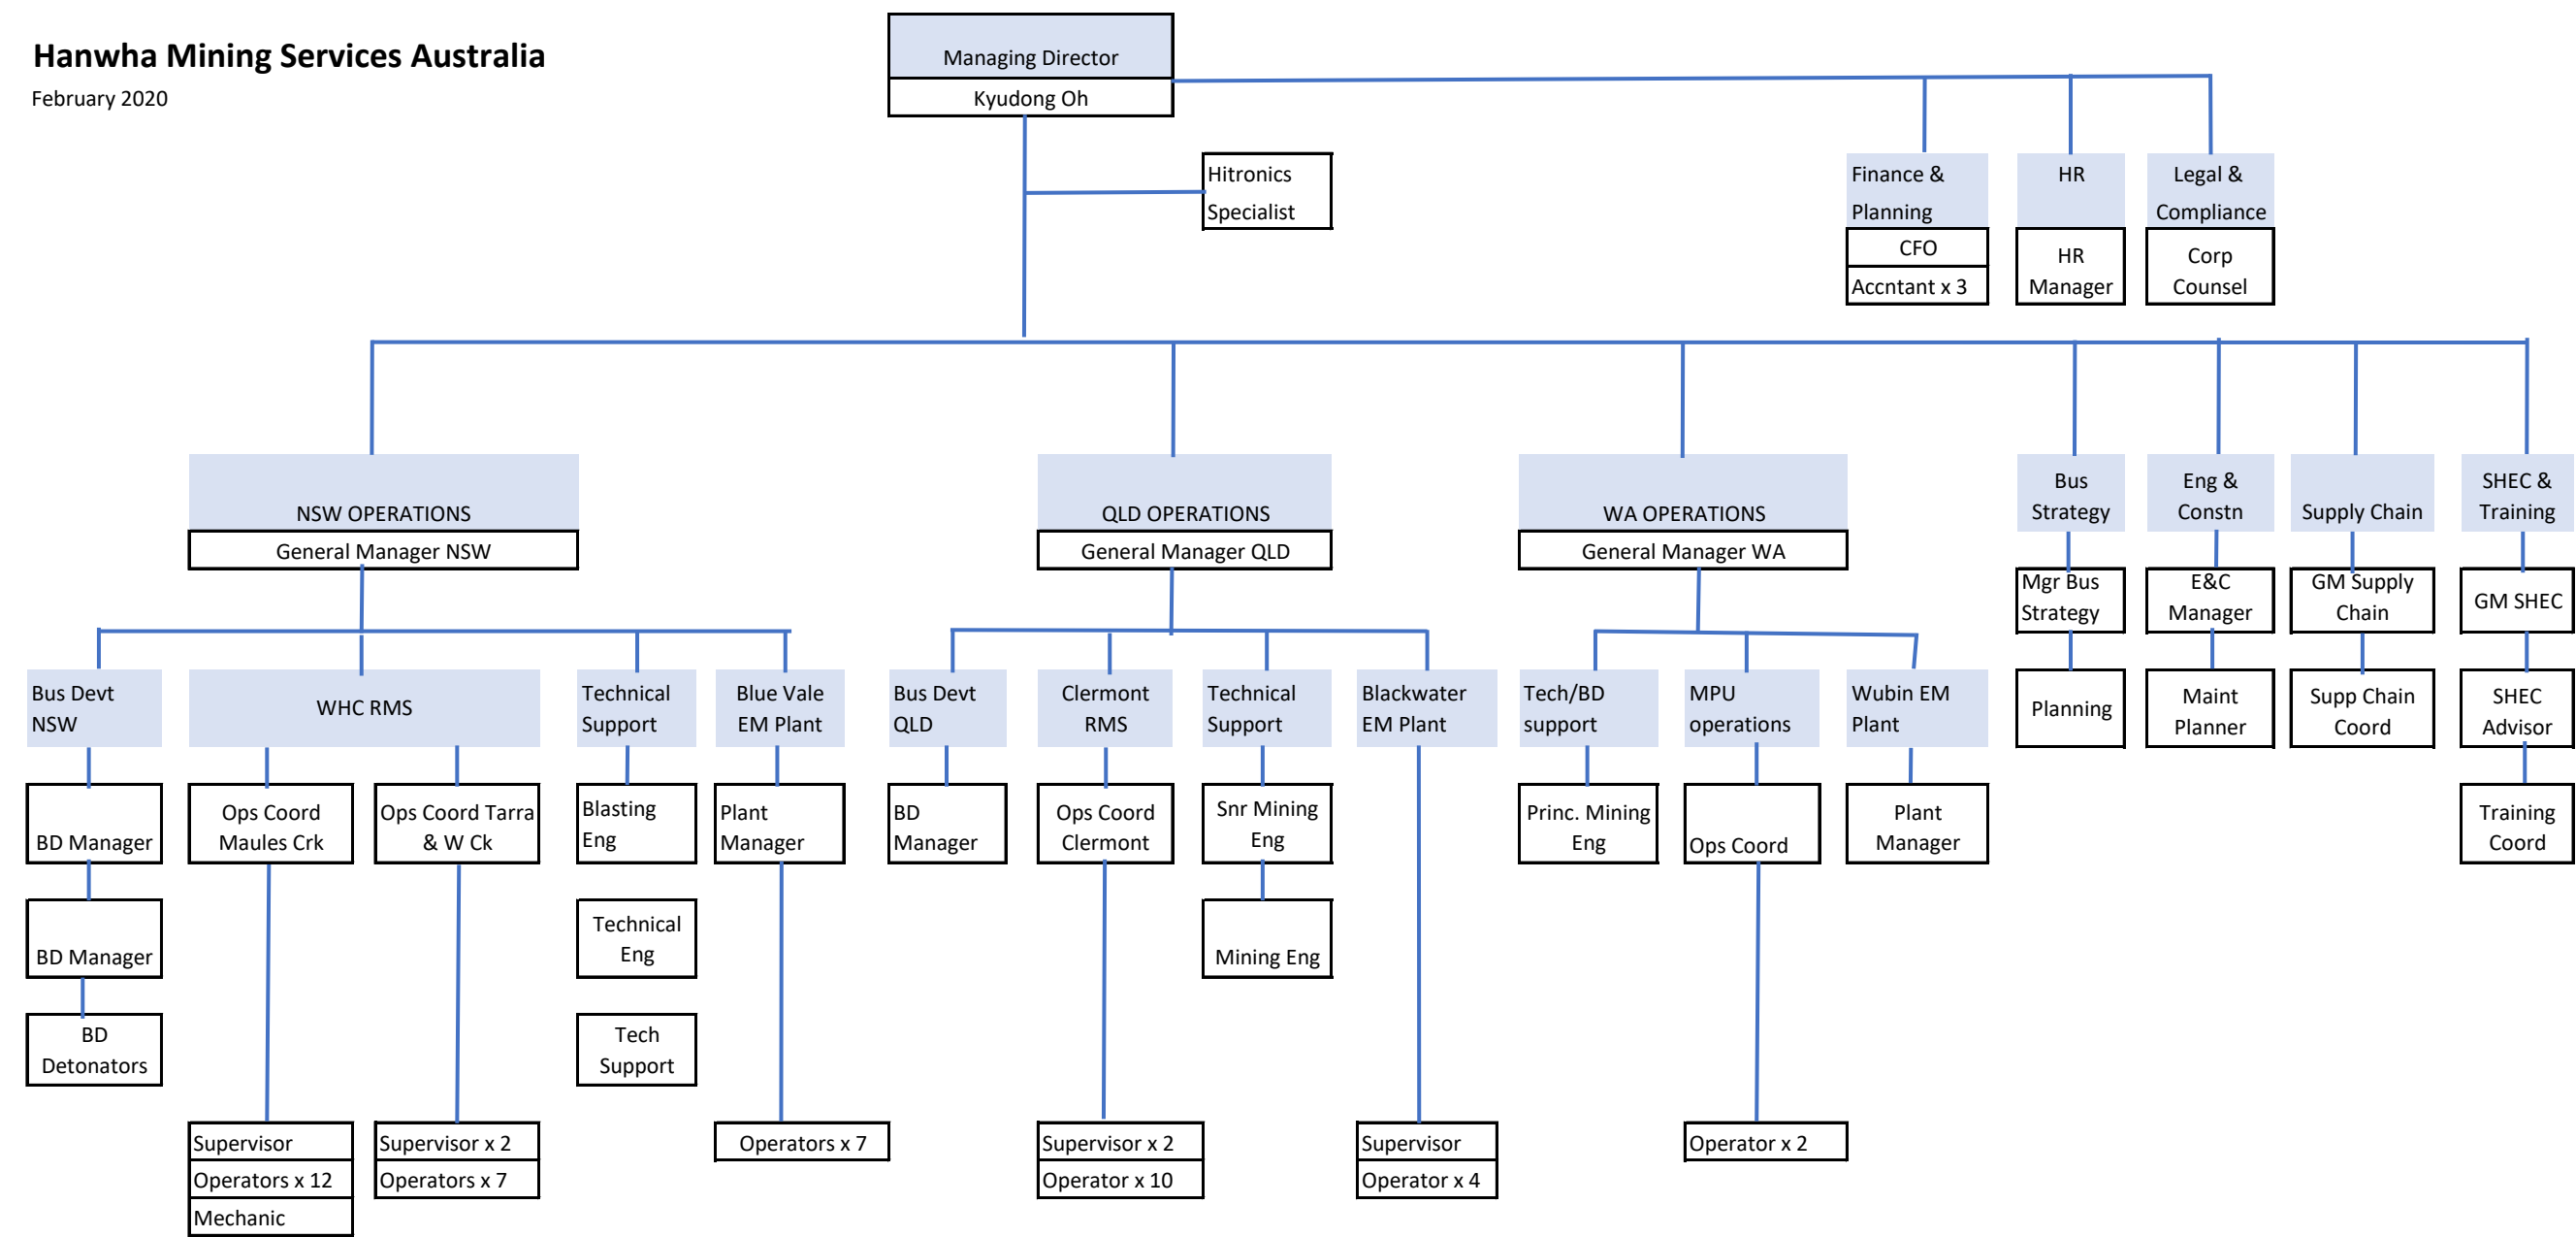 Hanwha Mining Services Australia
February 2020
Managing Director
Kyudong Oh
Hitronics
Specialist
Finance &
Planning
CFO
Accntant x 3
HR
HR
Manager
Legal &
Compliance
Corp
Counsel
NSW OPERATIONS
General Manager NSW
QLD OPERATIONS
General Manager QLD
WA OPERATIONS
General Manager WA
Bus
Strategy
Mgr Bus
Strategy
Planning
Eng &
Constn
E&C
Manager
Maint
Planner
Supply Chain
GM Supply
Chain
Supp Chain
Coord
SHEC &
Training
GM SHEC
SHEC
Advisor
Training
Coord
Bus Devt
NSW
BD Manager
BD Manager
BD
Detonators
WHC RMS
Ops Coord
Maules Crk
Supervisor
Operators x 12
Mechanic
Ops Coord Tarra
& W Ck
Supervisor x 2
Operators x 7
Technical
Support
Blasting
Eng
Technical
Eng
Tech
Support
Blue Vale
EM Plant
Plant
Manager
Operators x 7
Bus Devt
QLD
BD
Manager
Clermont
RMS
Ops Coord
Clermont
Supervisor x 2
Operator x 10
Technical
Support
Snr Mining
Eng
Mining Eng
Blackwater
EM Plant
Supervisor
Operator x 4
Tech/BD
support
Princ. Mining
Eng
MPU
operations
Ops Coord
Operator x 2
Wubin EM
Plant
Plant
Manager